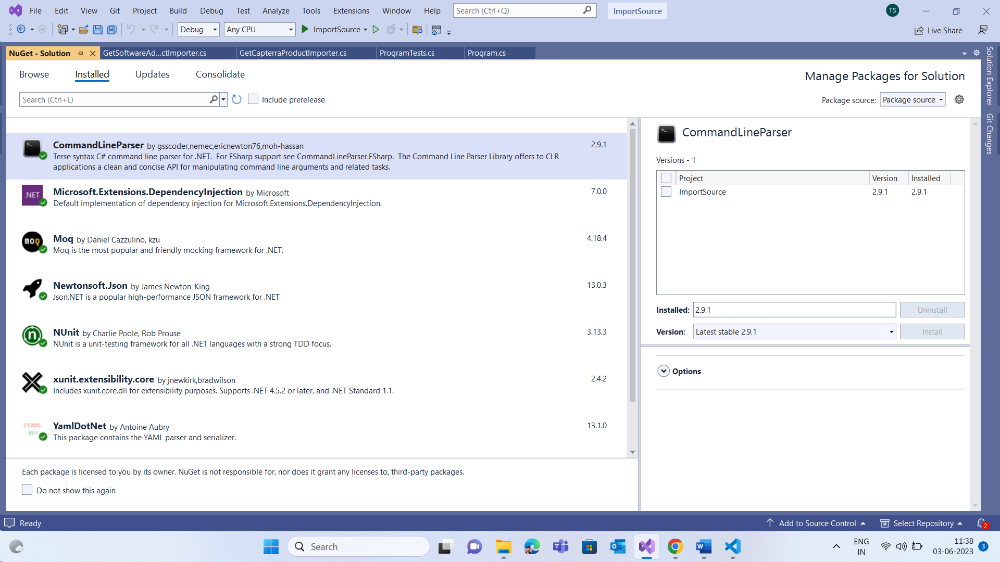 File Edit View Git Project Build Debug Test Analyze Tools Extensions Window Help Search (Ctrl+Q) ImportSource TS
Debug Any CPU ImportSource Live Share
NuGet - Solution GetSoftwareAd...ctImporter.cs GetCapterraProductImporter.cs ProgramTests.cs Program.cs
Solution Explorer
Git Changes
Browse Installed Updates Consolidate
Manage Packages for Solution
Search (Ctrl+L) Include prerelease
Package source: Package source
CommandLineParser by gsscoder,nemec,ericnewton76,moh-hassan 2.9.1
Terse syntax C# command line parser for .NET. For FSharp support see CommandLineParser.FSharp. The Command Line Parser Library offers to CLR
applications a clean and concise API for manipulating command line arguments and related tasks.
.NET
Microsoft.Extensions.DependencyInjection by Microsoft 7.0.0
Default implementation of dependency injection for Microsoft.Extensions.DependencyInjection.
moq
Moq by Daniel Cazzulino, kzu 4.18.4
Moq is the most popular and friendly mocking framework for .NET.
Newtonsoft.Json by James Newton-King 13.0.3
Json.NET is a popular high-performance JSON framework for .NET
n
NUnit by Charlie Poole, Rob Prouse 3.13.3
NUnit is a unit-testing framework for all .NET languages with a strong TDD focus.
xunit.extensibility.core by jnewkirk,bradwilson 2.4.2
Includes xunit.core.dll for extensibility purposes. Supports .NET 4.5.2 or later, and .NET Standard 1.1.
%YAML
.NET
YamlDotNet by Antoine Aubry 13.1.0
This package contains the YAML parser and serializer.
Each package is licensed to you by its owner. NuGet is not responsible for, nor does it grant any licenses to, third-party packages.
Do not show this again
CommandLineParser
Versions - 1
Project Version Installed
ImportSource 2.9.1 2.9.1
Installed: 2.9.1 Uninstall
Version: Latest stable 2.9.1 Install
Options
Ready Add to Source Control Select Repository 2
Search
ENG
IN
11:38
03-06-2023
3